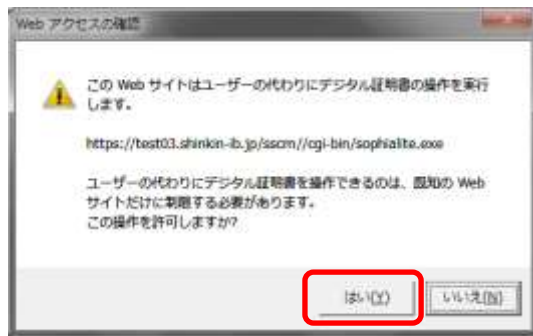 Web アクセスの確認
この Web サイトはユーザーの代わりにデジタル証明書の操作を実行
します。
https://test03.shinkin-ib.jp/sscm//cgi-bin/sophialite.exe
ユーザーの代わりにデジタル証明書を操作できるのは、既知の Web
サイトだけに制限する必要があります。
この操作を許可しますか?
はい(Y) いいえ(N)